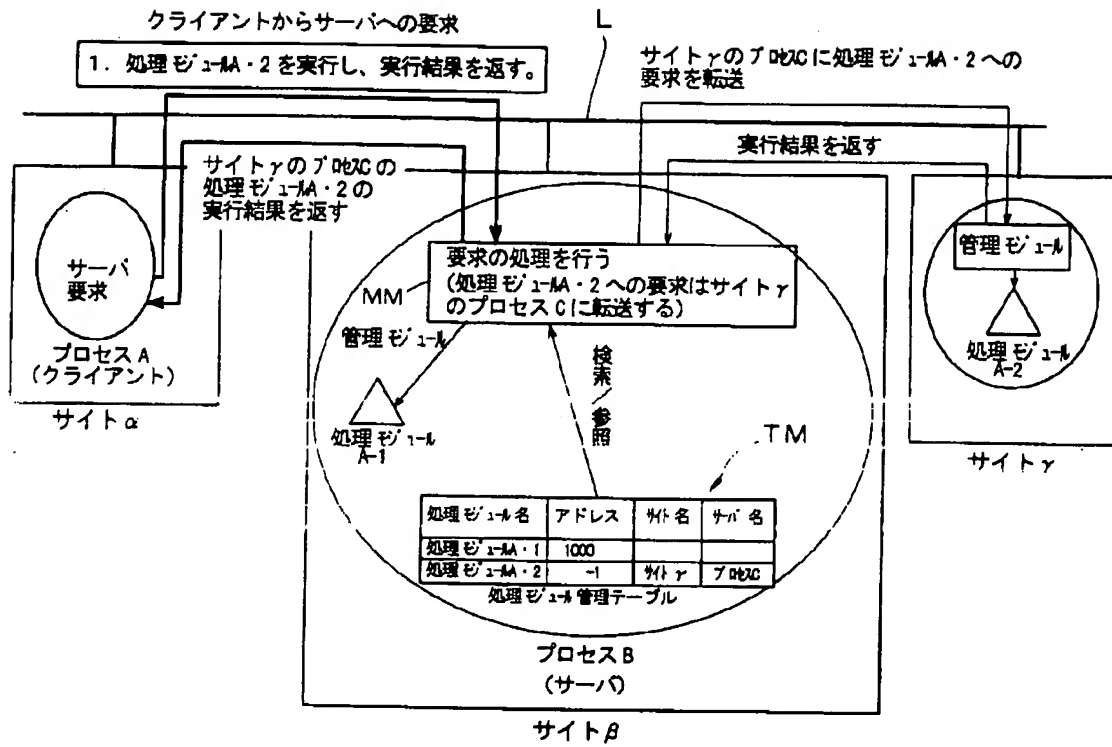 クライアントからサーバへの要求
L
1. 処理モジュールA・2を実行し、実行結果を返す。
サイトγのプロセスCに処理モジュールA・2への
要求を転送
実行結果を返す
サイトγのプロセスCの
処理モジュールA・2の
実行結果を返す
サーバ
要求
プロセスA
(クライアント)
サイトα
MM
要求の処理を行う
(処理モジュールA・2への要求はサイトγ
のプロセスCに転送する)
管理モジュール
処理モジュール
A-1
検索/参照
TM
処理モジュール名 アドレス サイト名 サーバ名
処理モジュールA・1 1000
処理モジュールA・2 -1 サイトγ プロセスC
処理モジュール管理テーブル
プロセスB
(サーバ)
サイトβ
管理モジュール
処理モジュール
A-2
サイトγ